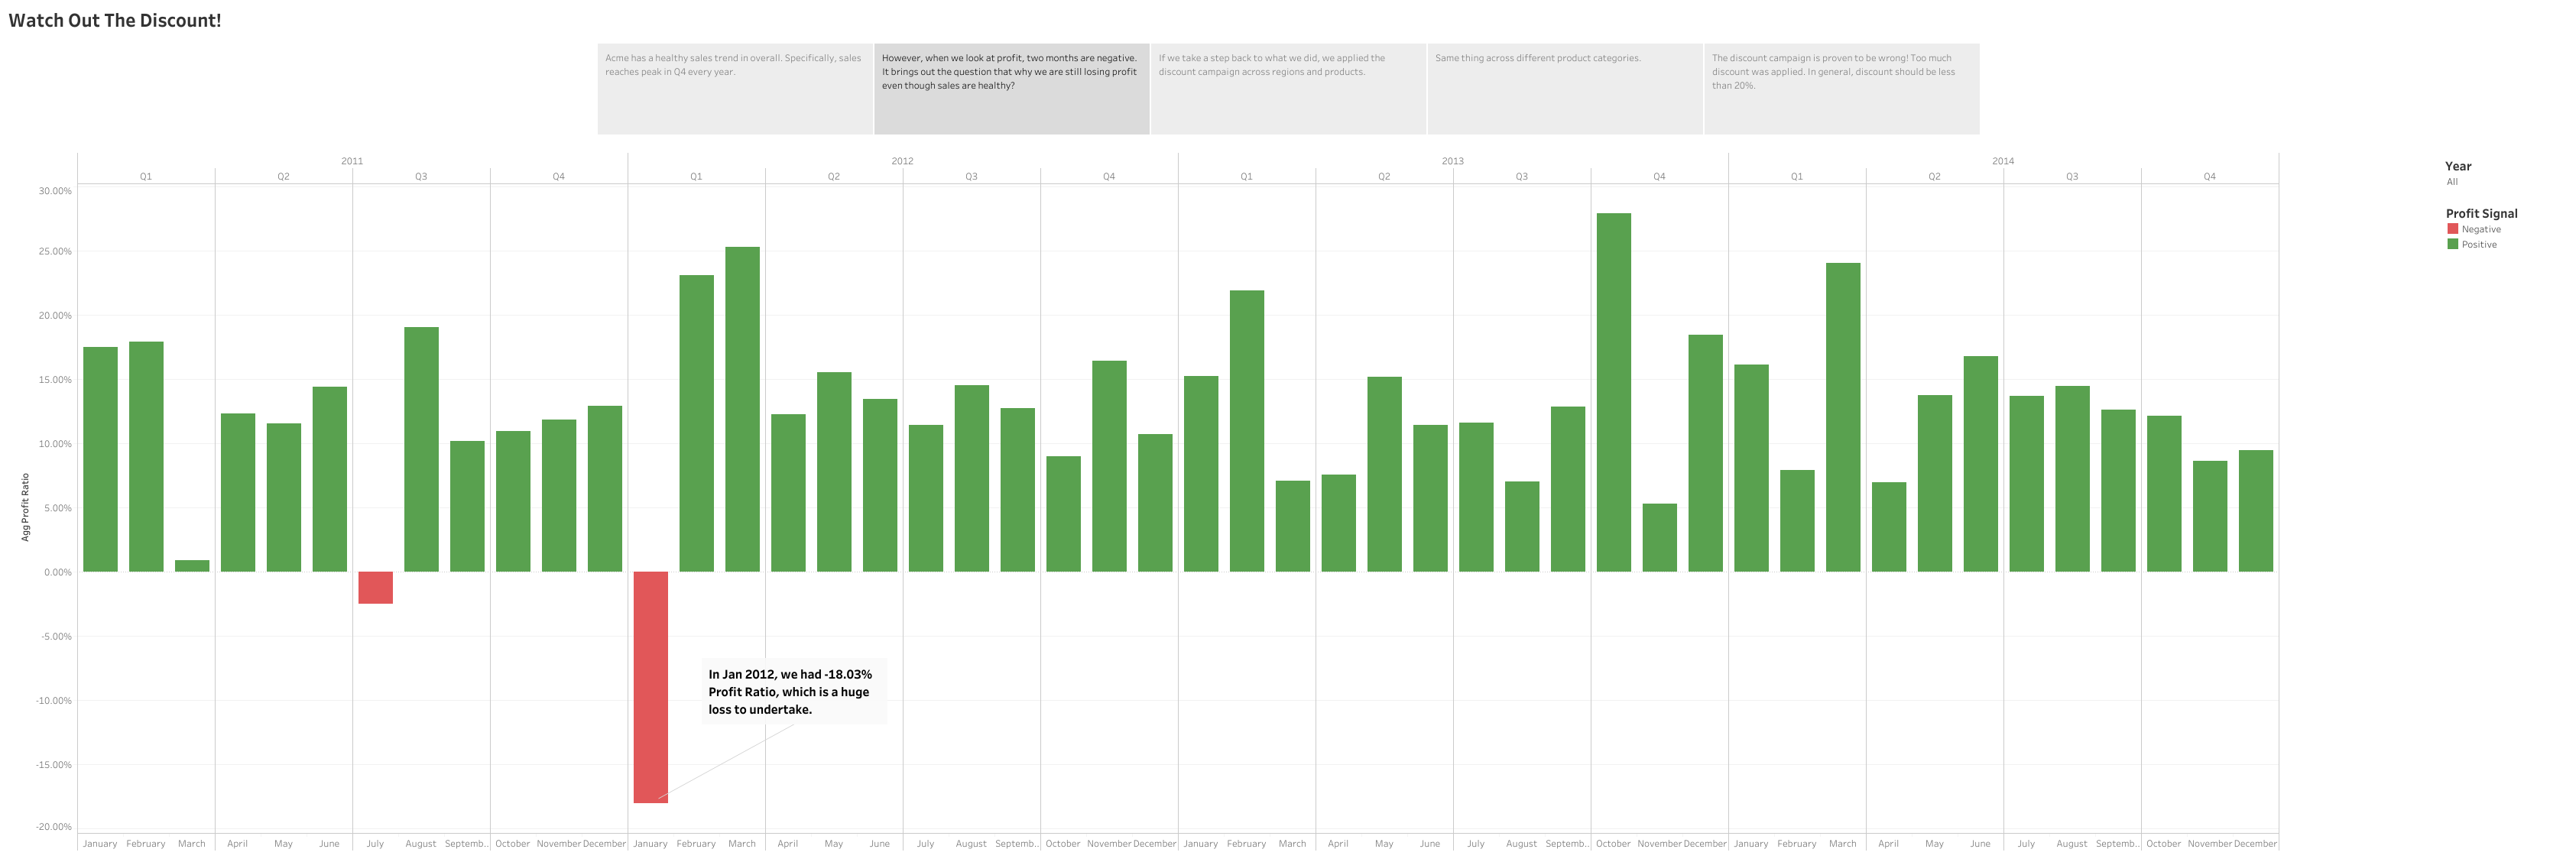 Watch Out The Discount!
Acme has a healthy sales trend in overall. Specifically, sales
reaches peak in Q4 every year.
However, when we look at profit, two months are negative.
It brings out the question that why we are still losing profit
even though sales are healthy?
If we take a step back to what we did, we applied the
discount campaign across regions and products.
Same thing across different product categories.
The discount campaign is proven to be wrong! Too much
discount was applied. In general, discount should be less
than 20%.
2011 2012 2013 2014
Q1 Q2 Q3 Q4 Q1 Q2 Q3 Q4 Q1 Q2 Q3 Q4 Q1 Q2 Q3 Q4
Year
All
Profit Signal
Negative
Positive
30.00%
25.00%
20.00%
15.00%
10.00%
5.00%
0.00%
-5.00%
-10.00%
-15.00%
-20.00%
Agg Profit Ratio
In Jan 2012, we had -18.03%
Profit Ratio, which is a huge
loss to undertake.
January February March April May June July August Septemb.. October November December January February March April May June July August Septemb.. October November December January February March April May June July August Septemb.. October November December January February March April May June July August Septemb.. October November December